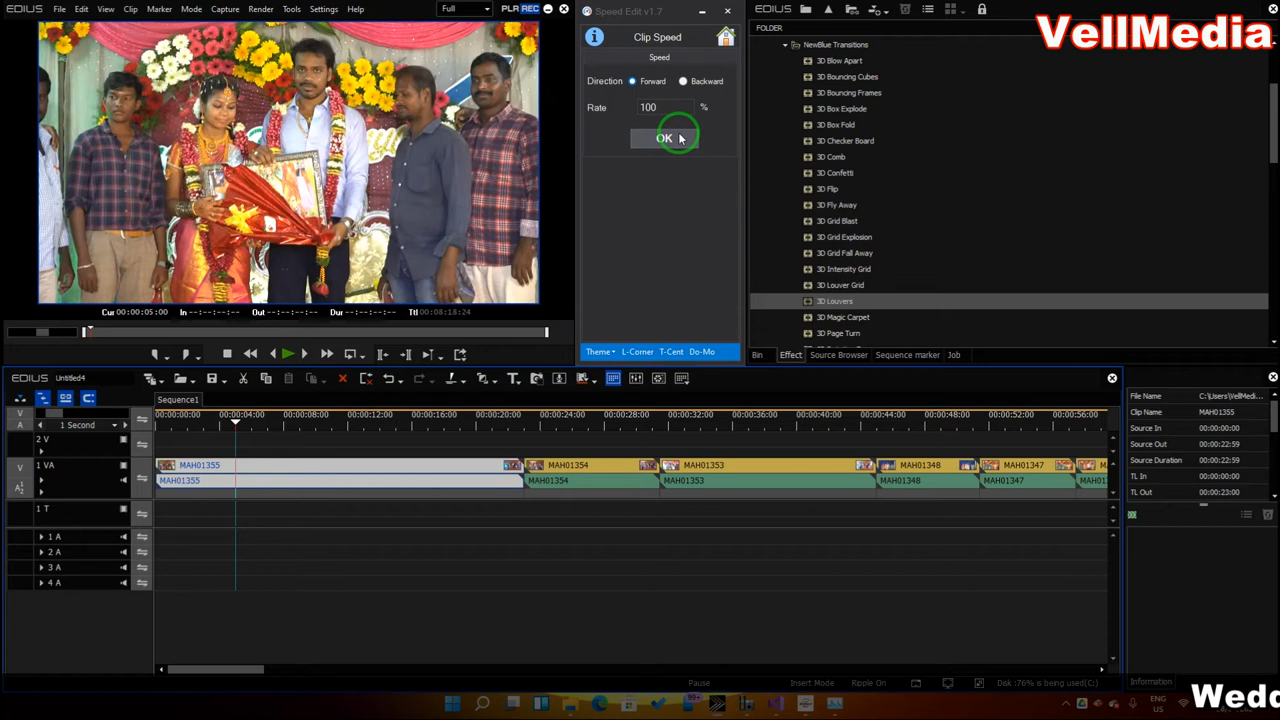 EDIUS File Edit View Clip Marker Mode Capture Render Tools Settings Help
Full
PLR REC
Speed Edit v1.7
Clip Speed
Speed
Direction Forward Backward
Rate 100 %
OK
Theme L-Corner T-Cent Do-Mo
EDIUS
VellMedia
FOLDER
NewBlue Transitions
3D Blow Apart
3D Bouncing Cubes
3D Bouncing Frames
3D Box Explode
3D Box Fold
3D Checker Board
3D Comb
3D Confetti
3D Flip
3D Fly Away
3D Grid Blast
3D Grid Explosion
3D Grid Fall Away
3D Intensity Grid
3D Louver Grid
3D Louvers
3D Magic Carpet
3D Page Turn
Bin Effect Source Browser Sequence marker Job
Cur 00:00:05:00 In --:--:--:-- Out --:--:--:-- Dur --:--:--:-- Ttl 00:08:18:24
EDIUS Untitled4
Sequence1
V
A
1 Second
00:00:00:00 00:00:04:00 00:00:08:00 00:00:12:00 00:00:16:00 00:00:20:00 00:00:24:00 00:00:28:00 00:00:32:00 00:00:36:00 00:00:40:00 00:00:44:00 00:00:48:00 00:00:52:00 00:00:56:00
2 V
V 1 VA MAH01355 MAH01354 MAH01353 MAH01348 MAH01347
MAH01355 MAH01354 MAH01353 MAH01348 MAH01347
1 T
1 A
2 A
3 A
4 A
File Name C:\Users\VellMedi...
Clip Name MAH01355
Source In 00:00:00:00
Source Out 00:00:22:59
Source Duration 00:00:22:59
TL In 00:00:00:00
TL Out 00:00:23:00
Information
Pause Insert Mode Ripple On Disk :76% is being used(C:)
99+
ENG
US
Wedd